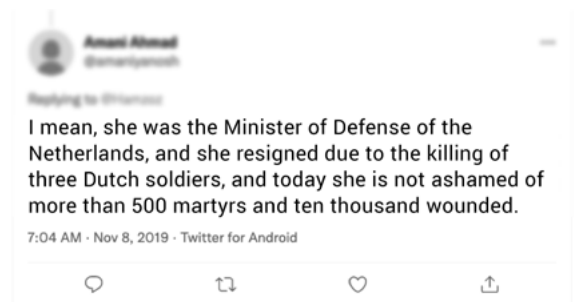 I mean, she was the Minister of Defense of the
Netherlands, and she resigned due to the killing of
three Dutch soldiers, and today she is not ashamed of
more than 500 martyrs and ten thousand wounded.
7:04 AM · Nov 8, 2019 · Twitter for Android